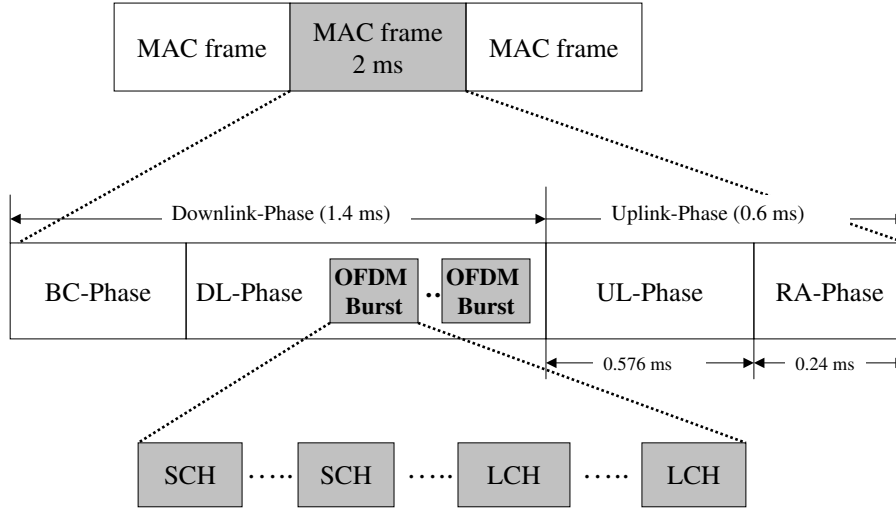 MAC frame
MAC frame
2 ms
MAC frame
Downlink-Phase (1.4 ms)
Uplink-Phase (0.6 ms)
BC-Phase
DL-Phase
OFDM
Burst
..
OFDM
Burst
UL-Phase
RA-Phase
0.576 ms
0.24 ms
SCH
.....
SCH
.....
LCH
.....
LCH